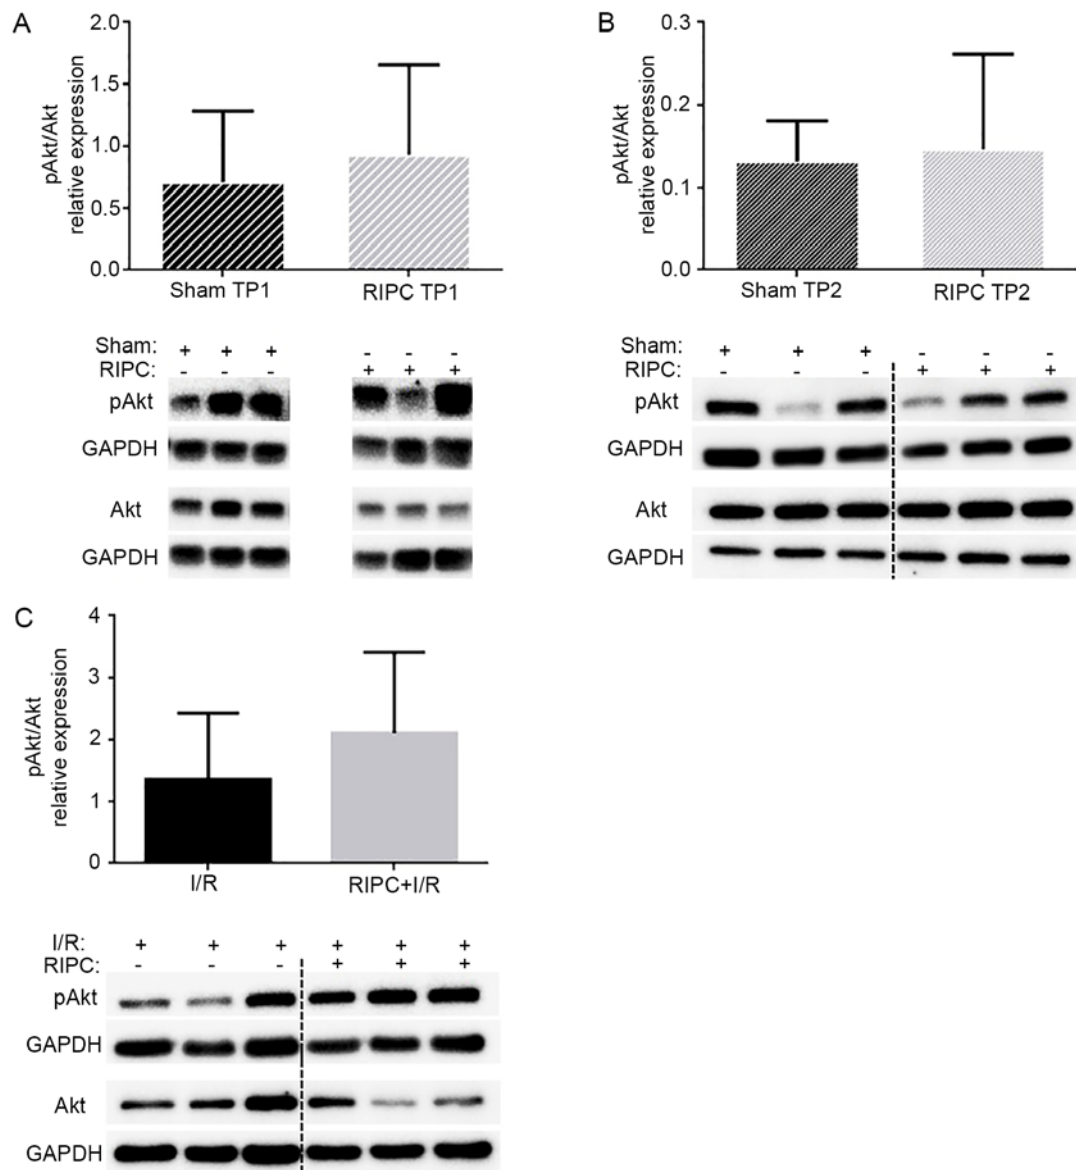 A
pAkt/Akt
relative expression
2.0
1.5
1.0
0.5
0.0
Sham TP1 RIPC TP1
Sham: + + + - - -
RIPC: - - - + + +
pAkt
GAPDH
Akt
GAPDH
B
pAkt/Akt
relative expression
0.3
0.2
0.1
0.0
Sham TP2 RIPC TP2
Sham: + + + - - -
RIPC: - - - + + +
pAkt
GAPDH
Akt
GAPDH
C
pAkt/Akt
relative expression
4
3
2
1
0
I/R RIPC+I/R
I/R: + + + + + +
RIPC: - - - + + +
pAkt
GAPDH
Akt
GAPDH